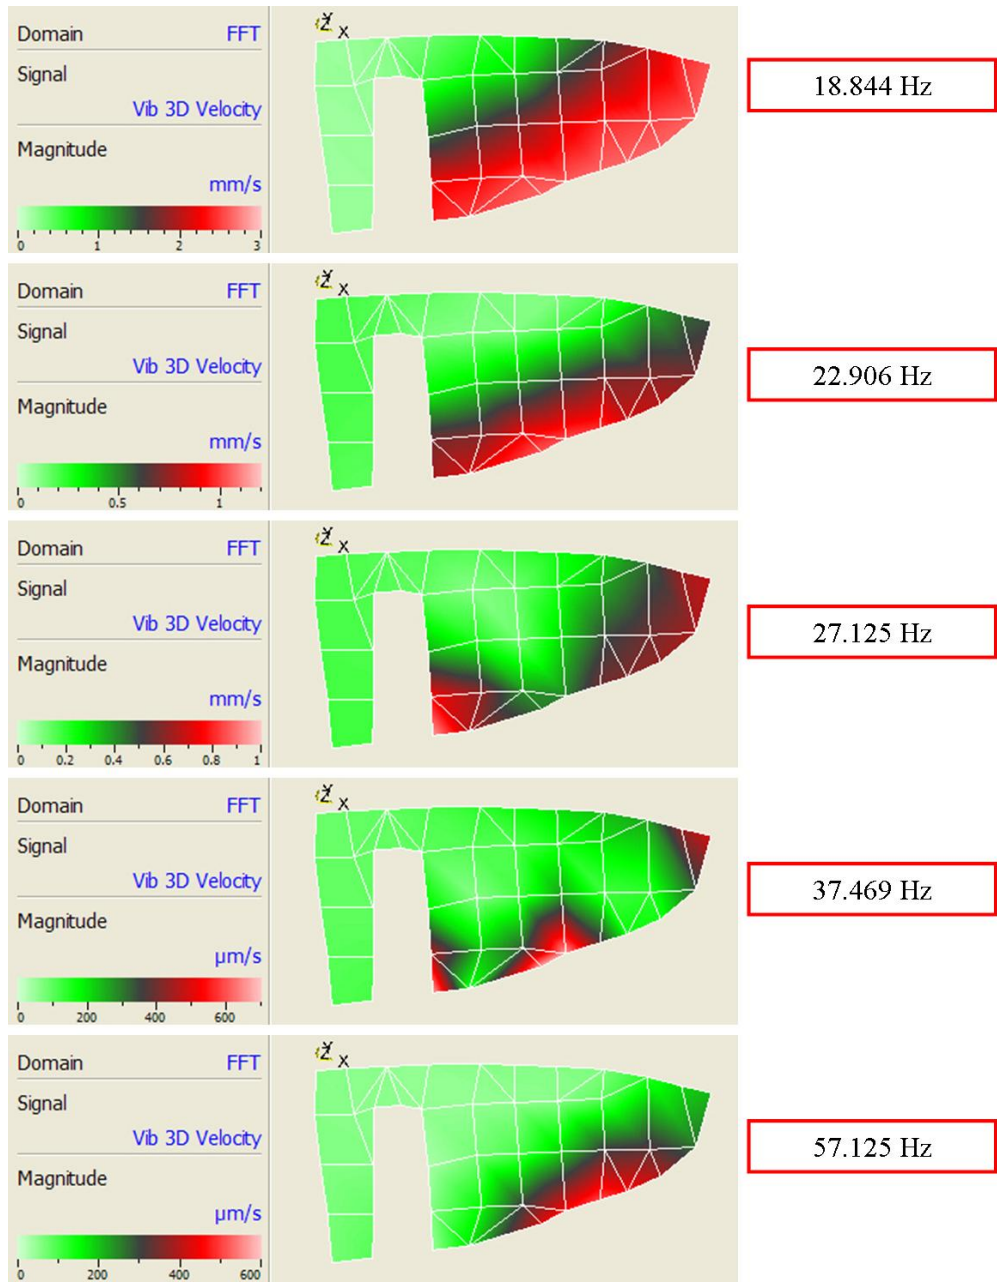 Domain FFT
Signal
Vib 3D Velocity
Magnitude
mm/s
0 1 2 3
Y
Z X
18.844 Hz
Domain FFT
Signal
Vib 3D Velocity
Magnitude
mm/s
0 0.5 1
Y
Z X
22.906 Hz
Domain FFT
Signal
Vib 3D Velocity
Magnitude
mm/s
0 0.2 0.4 0.6 0.8 1
Y
Z X
27.125 Hz
Domain FFT
Signal
Vib 3D Velocity
Magnitude
µm/s
0 200 400 600
Y
Z X
37.469 Hz
Domain FFT
Signal
Vib 3D Velocity
Magnitude
µm/s
0 200 400 600
Y
Z X
57.125 Hz